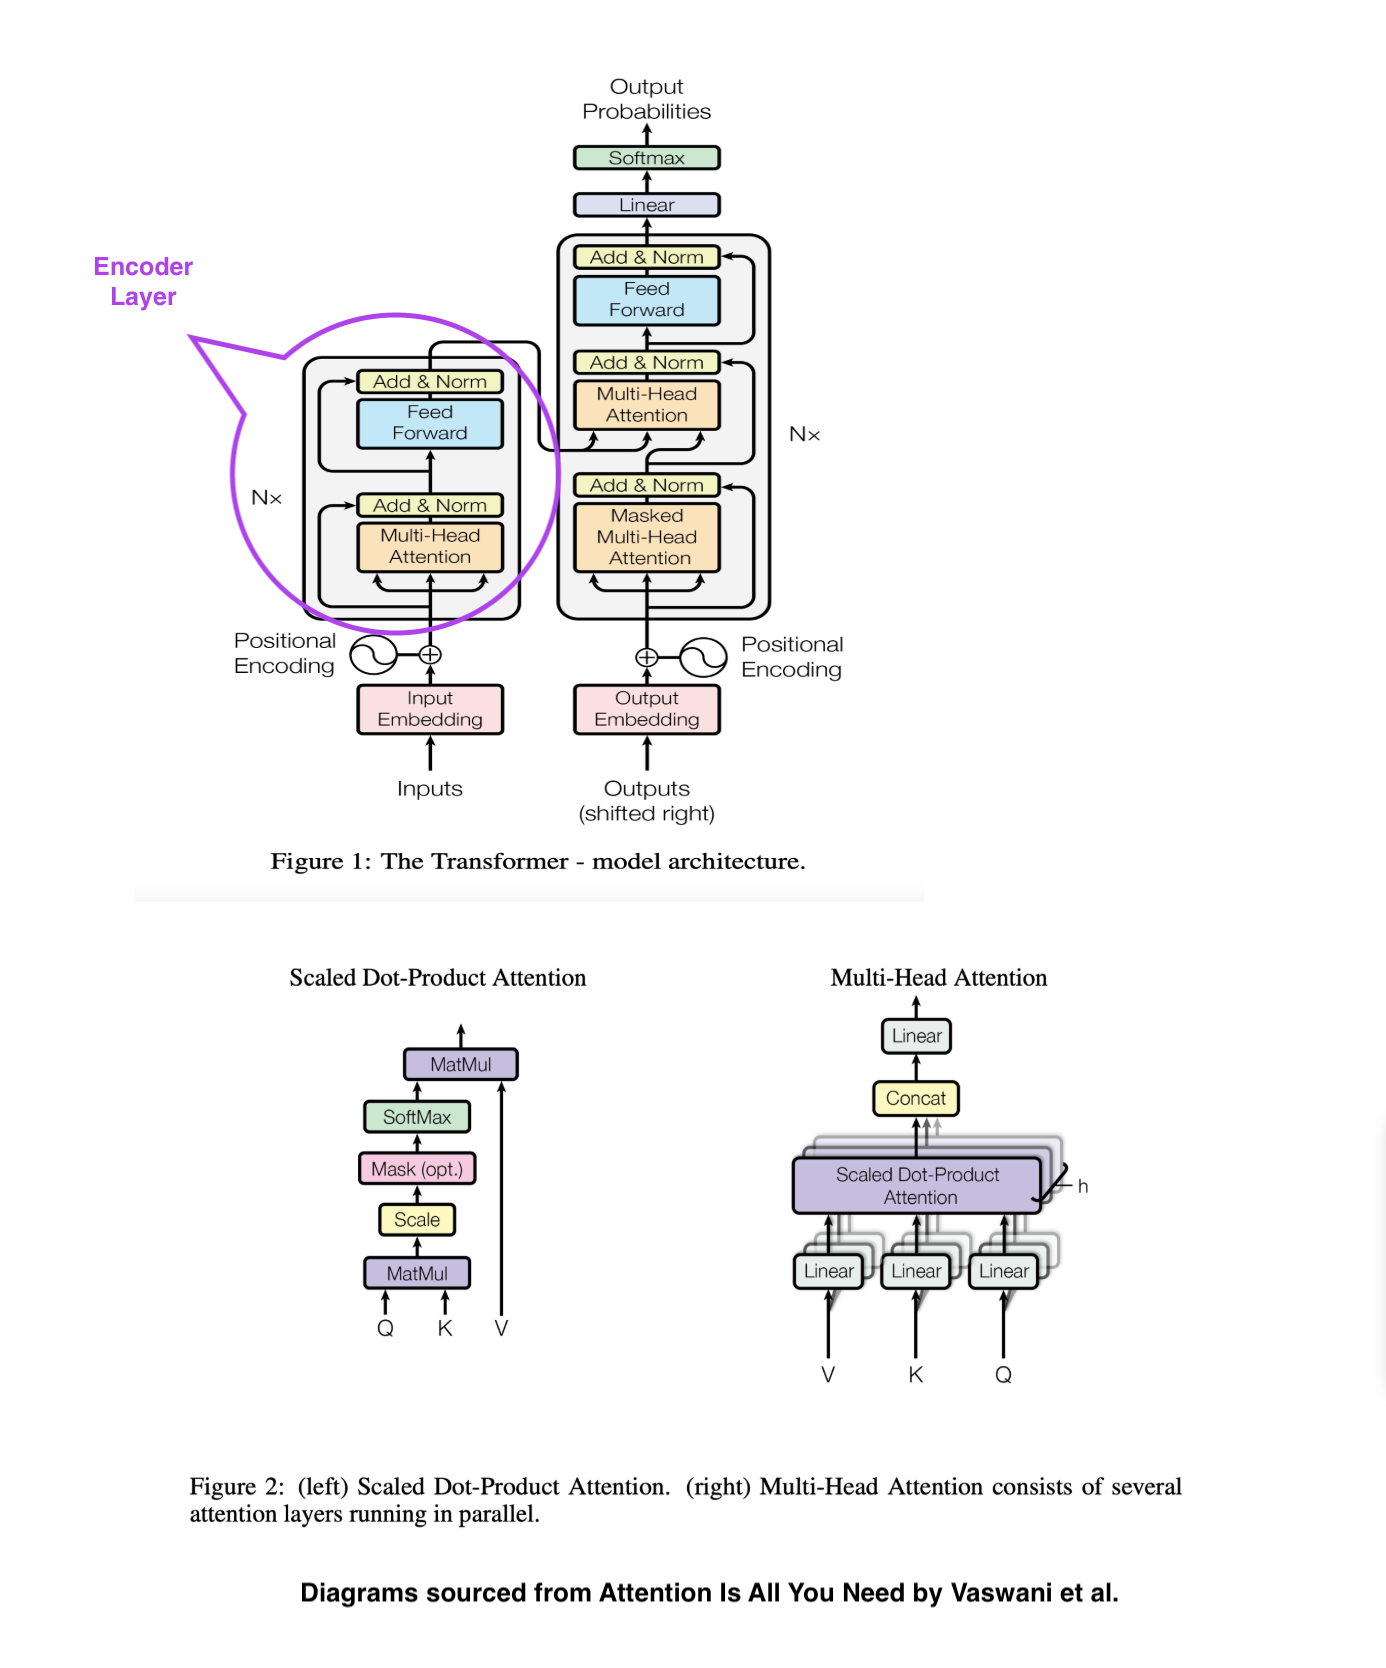 Output
Probabilities
Softmax
Linear
Add & Norm
Feed
Forward
Add & Norm
Multi-Head
Attention
Nx
Add & Norm
Masked
Multi-Head
Attention
Encoder
Layer
Add & Norm
Feed
Forward
Nx
Add & Norm
Multi-Head
Attention
Positional
Encoding
Positional
Encoding
Input
Embedding
Output
Embedding
Inputs
Outputs
(shifted right)
Figure 1: The Transformer - model architecture.
Scaled Dot-Product Attention
MatMul
SoftMax
Mask (opt.)
Scale
MatMul
Q K V
Multi-Head Attention
Linear
Concat
Scaled Dot-Product
Attention
h
Linear Linear Linear
V K Q
Figure 2: (left) Scaled Dot-Product Attention. (right) Multi-Head Attention consists of several
attention layers running in parallel.
Diagrams sourced from Attention Is All You Need by Vaswani et al.